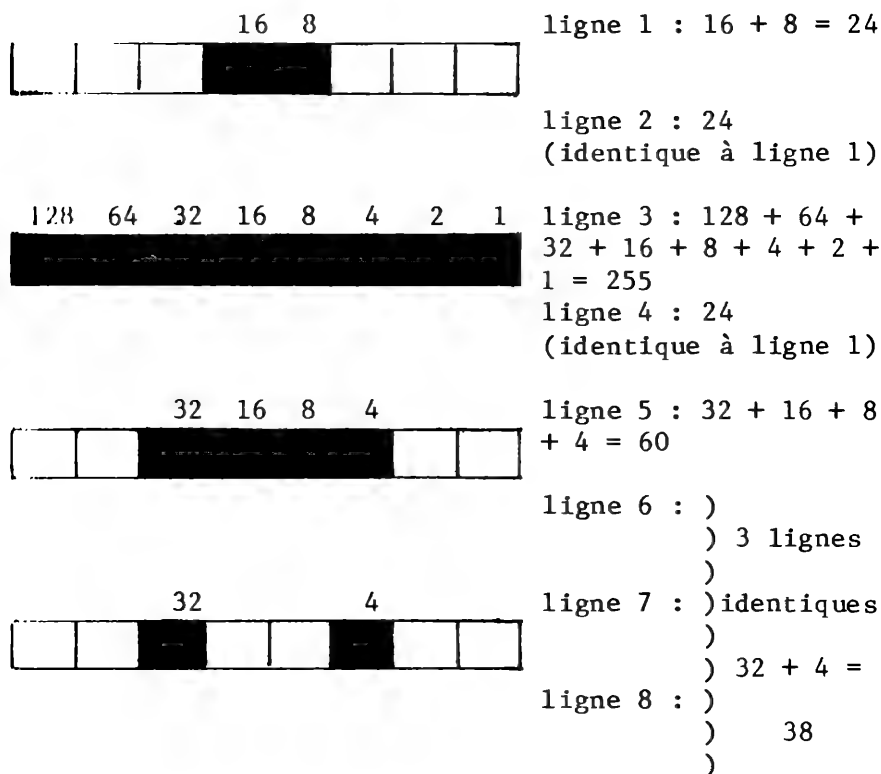 16 8
ligne 1 : 16 + 8 = 24
ligne 2 : 24
(identique à ligne 1)
128 64 32 16 8 4 2 1
ligne 3 : 128 + 64 +
32 + 16 + 8 + 4 + 2 +
1 = 255
ligne 4 : 24
(identique à ligne 1)
32 16 8 4
ligne 5 : 32 + 16 + 8
+ 4 = 60
ligne 6 : )
) 3 lignes
)
32 4
ligne 7 : )identiques
)
) 32 + 4 =
ligne 8 : )
) 38
)